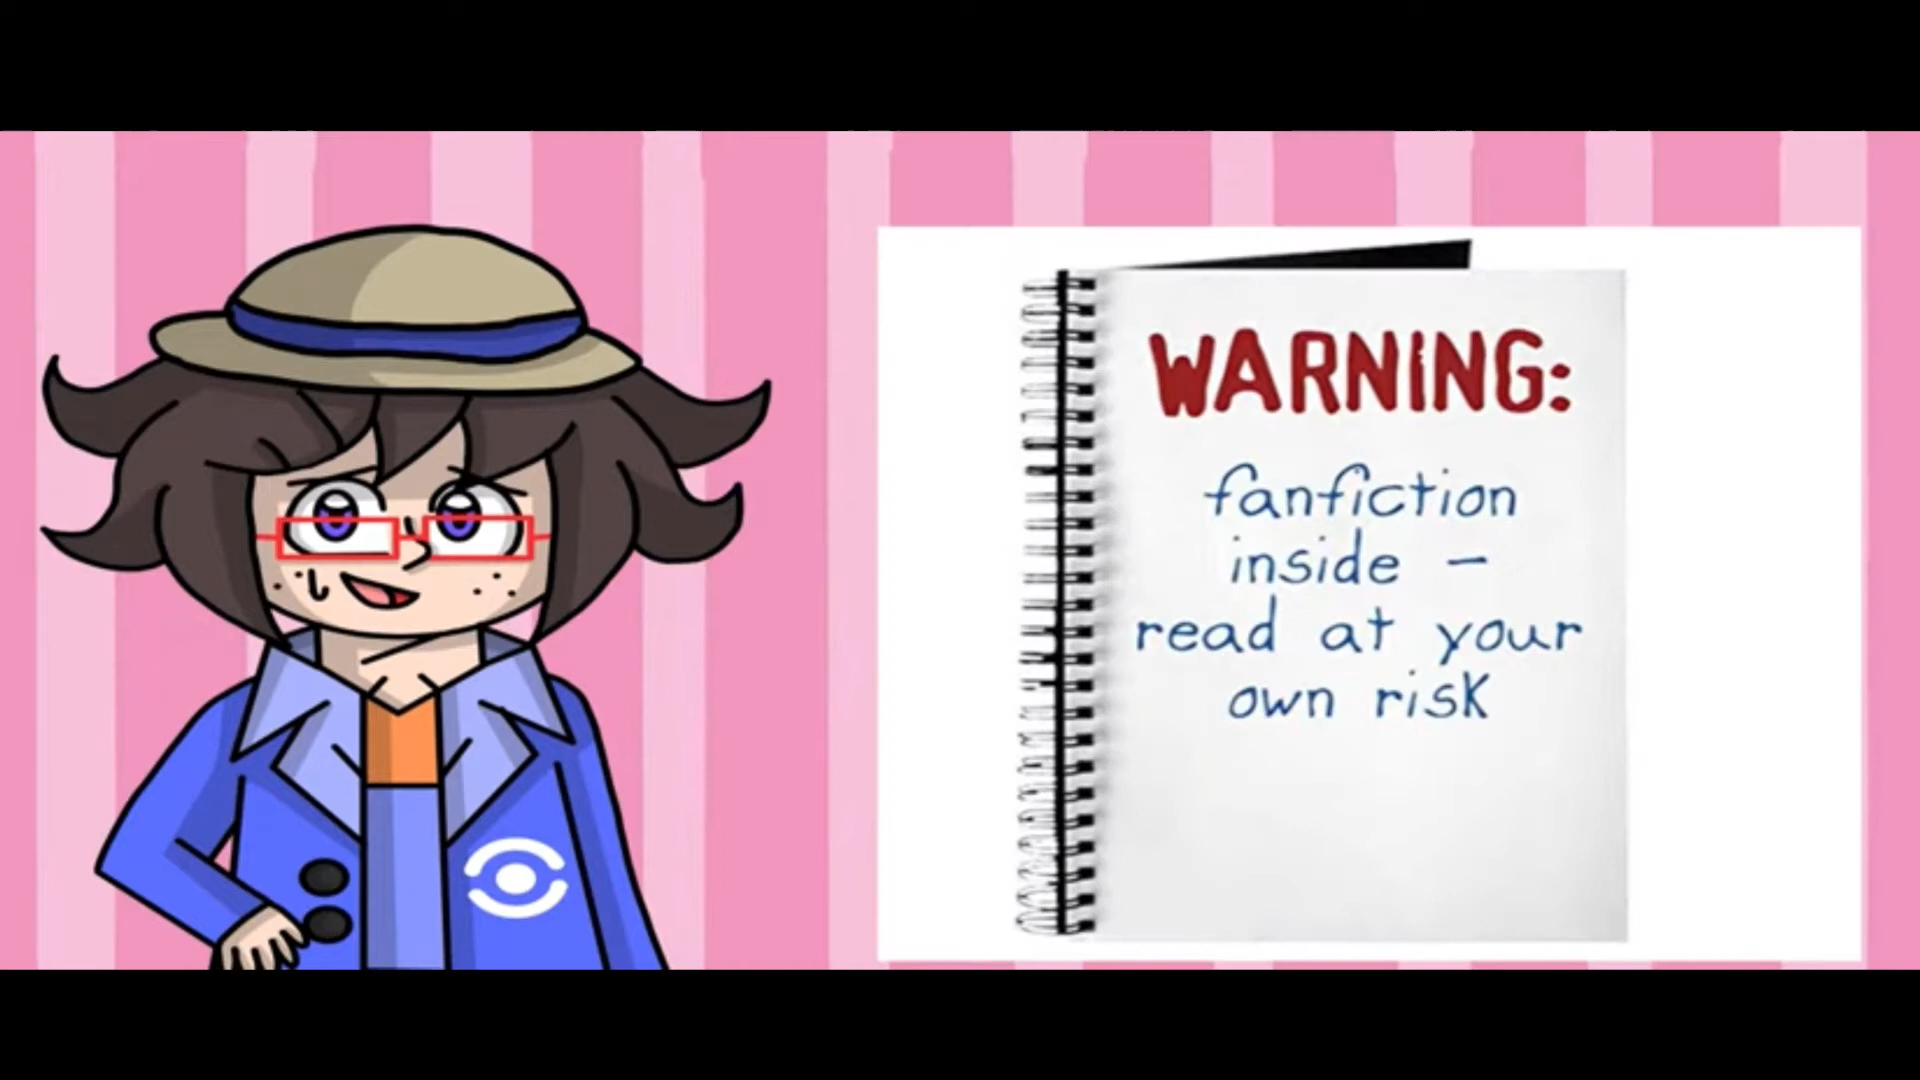 WARNING:
fanfiction
inside –
read at your
own risk